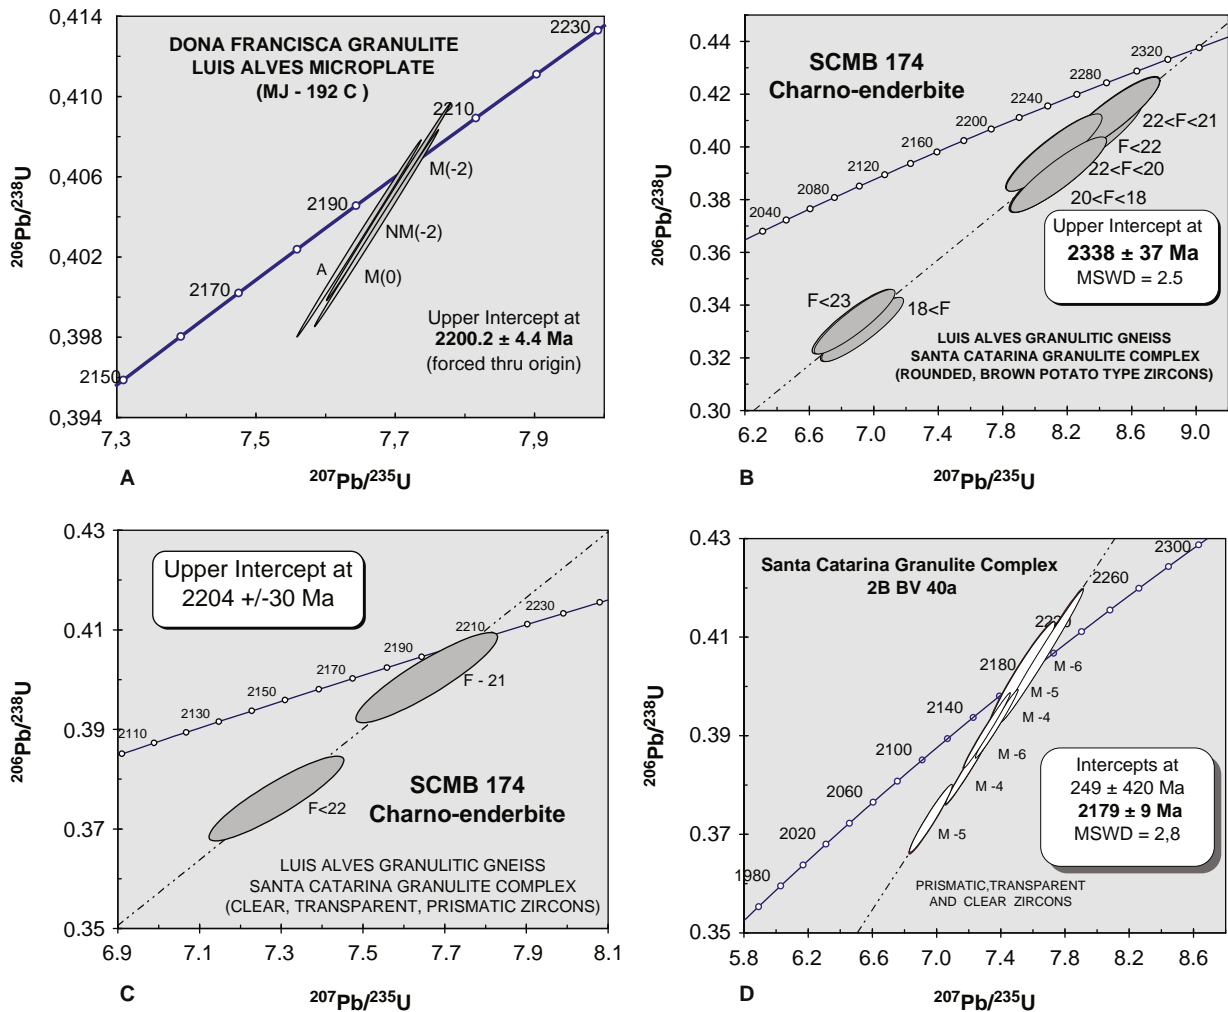 0,414
0,410
0,406
0,402
0,398
0,394
206Pb/238U
7,3
7,5
7,7
7,9
207Pb/235U
A
DONA FRANCISCA GRANULITE
LUIS ALVES MICROPLATE
(MJ - 192 C )
2230
2210
2190
2170
2150
M(-2)
NM(-2)
A
M(0)
Upper Intercept at
2200.2 ± 4.4 Ma
(forced thru origin)
0.44
0.42
0.40
0.38
0.36
0.34
0.32
0.30
206Pb/238U
6.2
6.6
7.0
7.4
7.8
8.2
8.6
9.0
207Pb/235U
B
SCMB 174
Charno-enderbite
2320
2280
2240
2200
2160
2120
2080
2040
22<F<21
F<22
22<F<20
20<F<18
F<23
18<F
Upper Intercept at
2338 ± 37 Ma
MSWD = 2.5
LUIS ALVES GRANULITIC GNEISS
SANTA CATARINA GRANULITE COMPLEX
(ROUNDED, BROWN POTATO TYPE ZIRCONS)
0.43
0.41
0.39
0.37
0.35
206Pb/238U
6.9
7.1
7.3
7.5
7.7
7.9
8.1
207Pb/235U
C
Upper Intercept at
2204 +/-30 Ma
2230
2210
2190
2170
2150
2130
2110
F - 21
F<22
SCMB 174
Charno-enderbite
LUIS ALVES GRANULITIC GNEISS
SANTA CATARINA GRANULITE COMPLEX
(CLEAR, TRANSPARENT, PRISMATIC ZIRCONS)
0.43
0.41
0.39
0.37
0.35
206Pb/238U
5.8
6.2
6.6
7.0
7.4
7.8
8.2
8.6
207Pb/235U
D
Santa Catarina Granulite Complex
2B BV 40a
2300
2260
2220
2180
2140
2100
2060
2020
1980
M -6
M -5
M -4
M -6
M -4
M -5
Intercepts at
249 ± 420 Ma
2179 ± 9 Ma
MSWD = 2,8
PRISMATIC,TRANSPARENT
AND CLEAR ZIRCONS